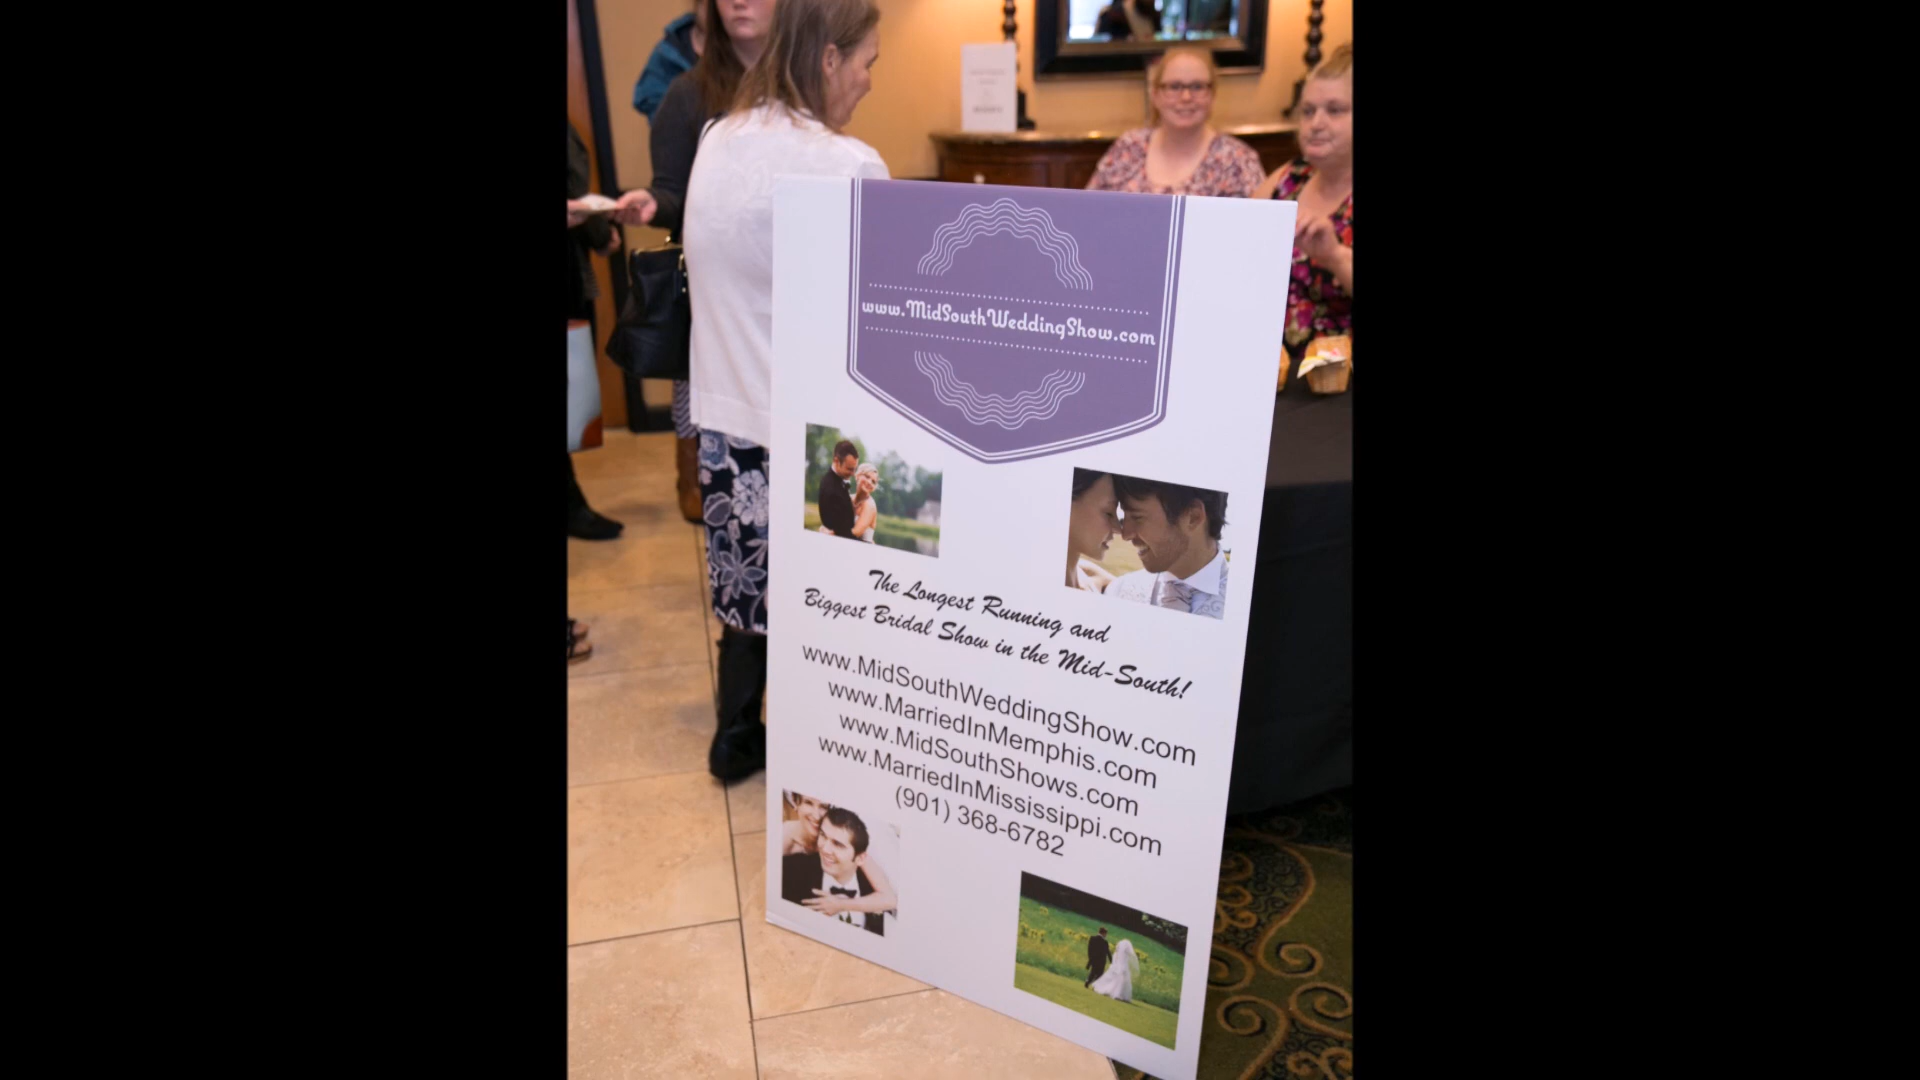 www.MidSouthWeddingShow.com
The Longest Running and
Biggest Bridal Show in the Mid-South!
www.MidSouthWeddingShow.com
www.MarriedInMemphis.com
www.MidSouthShows.com
www.MarriedInMississippi.com
(901) 368-6782